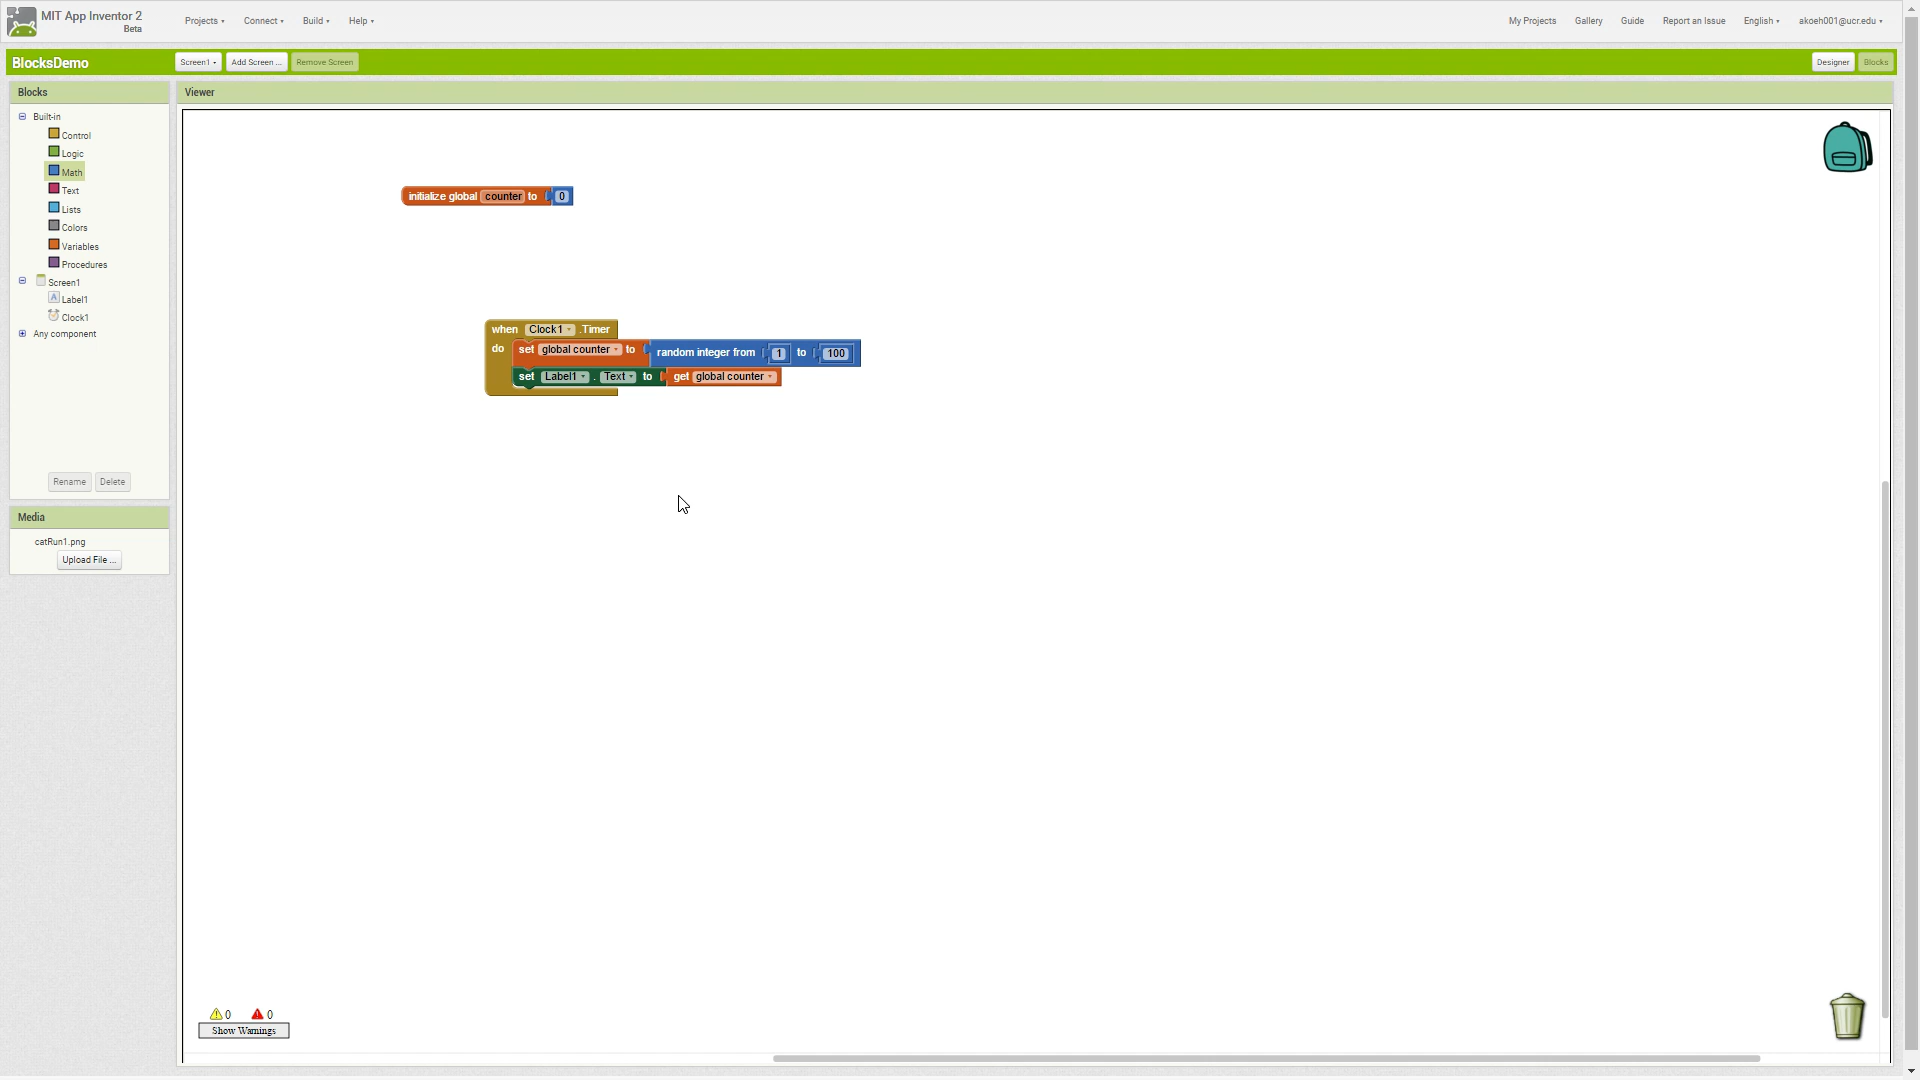 MIT App Inventor 2
Beta
Projects
Connect
Build
Help
My Projects
Gallery
Guide
Report an Issue
English
akoeh001@ucr.edu
BlocksDemo
Screen1
Add Screen ...
Remove Screen
Designer
Blocks
Blocks
Viewer
Built-in
Control
Logic
Math
Text
Lists
Colors
Variables
Procedures
Screen1
Label1
Clock1
Any component
Rename
Delete
Media
catRun1.png
Upload File ...
initialize global counter to 0
when Clock1 .Timer
do set global counter to random integer from 1 to 100
set Label1 . Text to get global counter
0 0
Show Warnings